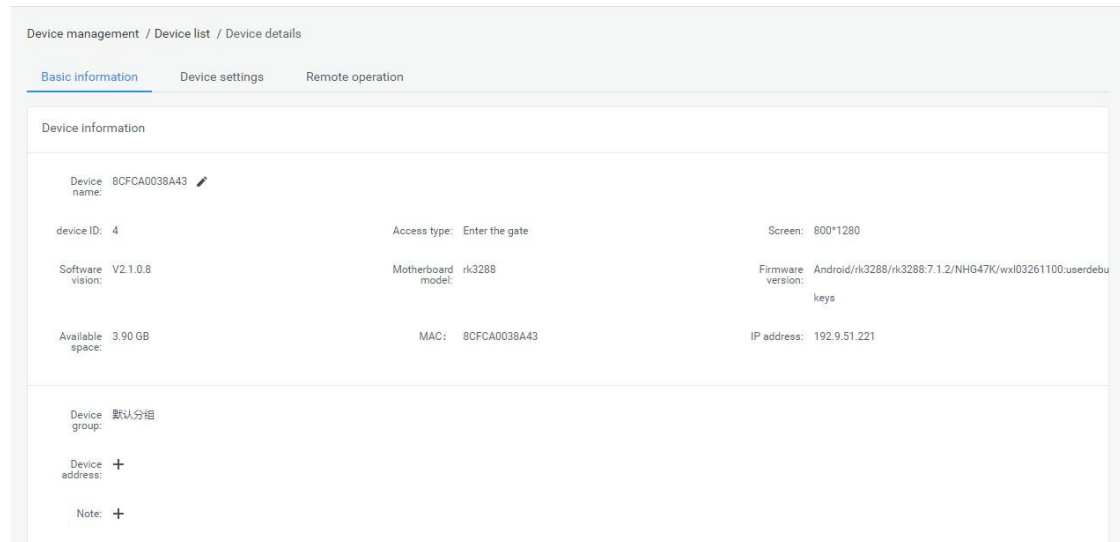 Device management / Device list / Device details
Basic information Device settings Remote operation
Device information
Device name: 8CFCA0038A43
device ID: 4 Access type: Enter the gate Screen: 800*1280
Software vision: V2.1.0.8 Motherboard model: rk3288 Firmware version: Android/rk3288/rk3288:7.1.2/NHG47K/wxl03261100:userdebu
keys
Available space: 3.90 GB MAC: 8CFCA0038A43 IP address: 192.9.51.221
Device group: 默认分组
Device address: +
Note: +